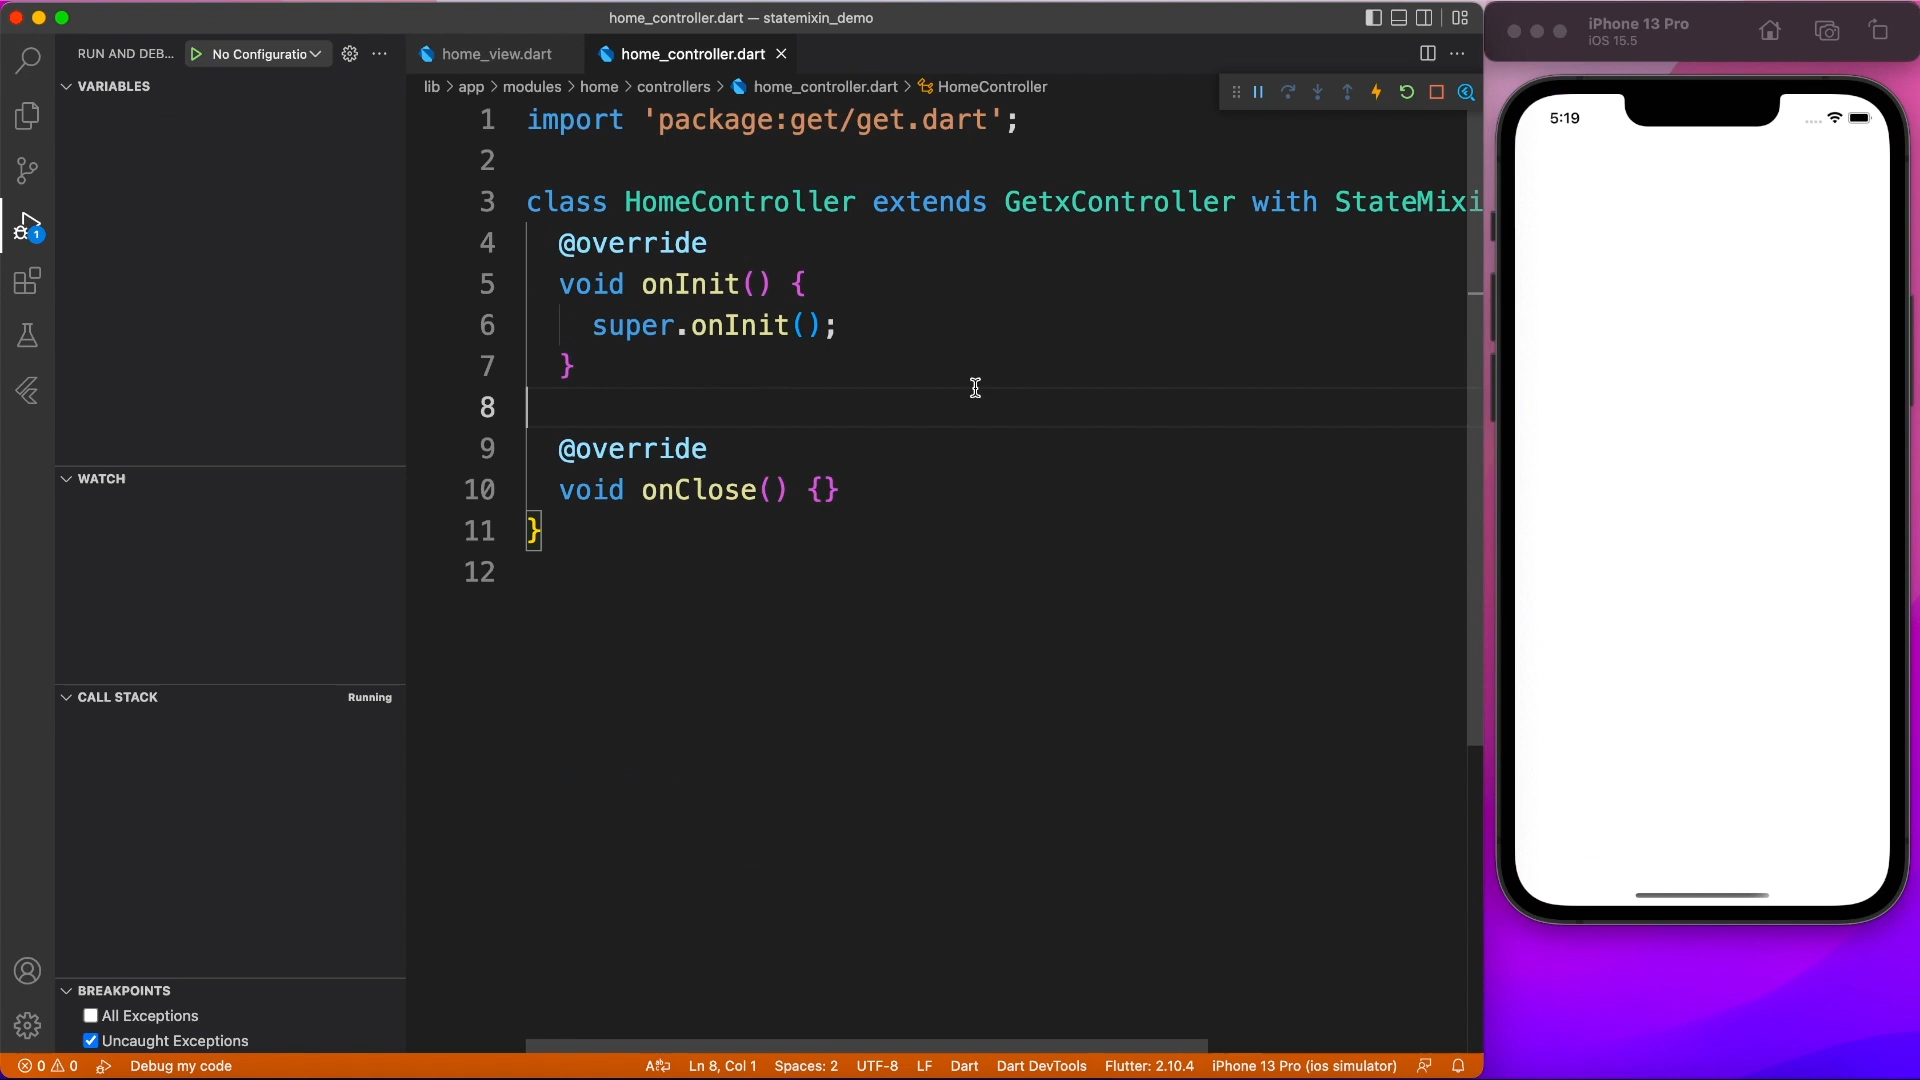 home_controller.dart — statemixin_demo
RUN AND DEB... No Configuratio
home_view.dart
home_controller.dart
lib > app > modules > home > controllers > home_controller.dart > HomeController
VARIABLES
WATCH
CALL STACK
Running
BREAKPOINTS
All Exceptions
Uncaught Exceptions
1
1 import 'package:get/get.dart';
2
3 class HomeController extends GetxController with StateMixi
4 @override
5 void onInit() {
6 super.onInit();
7 }
8
9 @override
10 void onClose() {}
11 }
12
0 0 Debug my code Ln 8, Col 1 Spaces: 2 UTF-8 LF Dart Dart DevTools Flutter: 2.10.4 iPhone 13 Pro (ios simulator)
iPhone 13 Pro
iOS 15.5
5:19